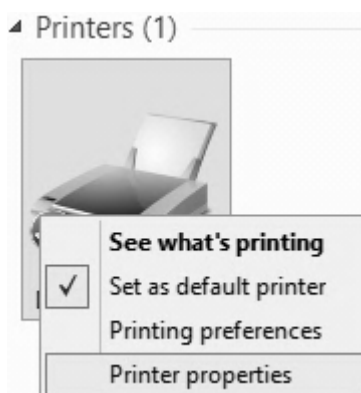 Printers (1)
See what's printing
Set as default printer
Printing preferences
Printer properties